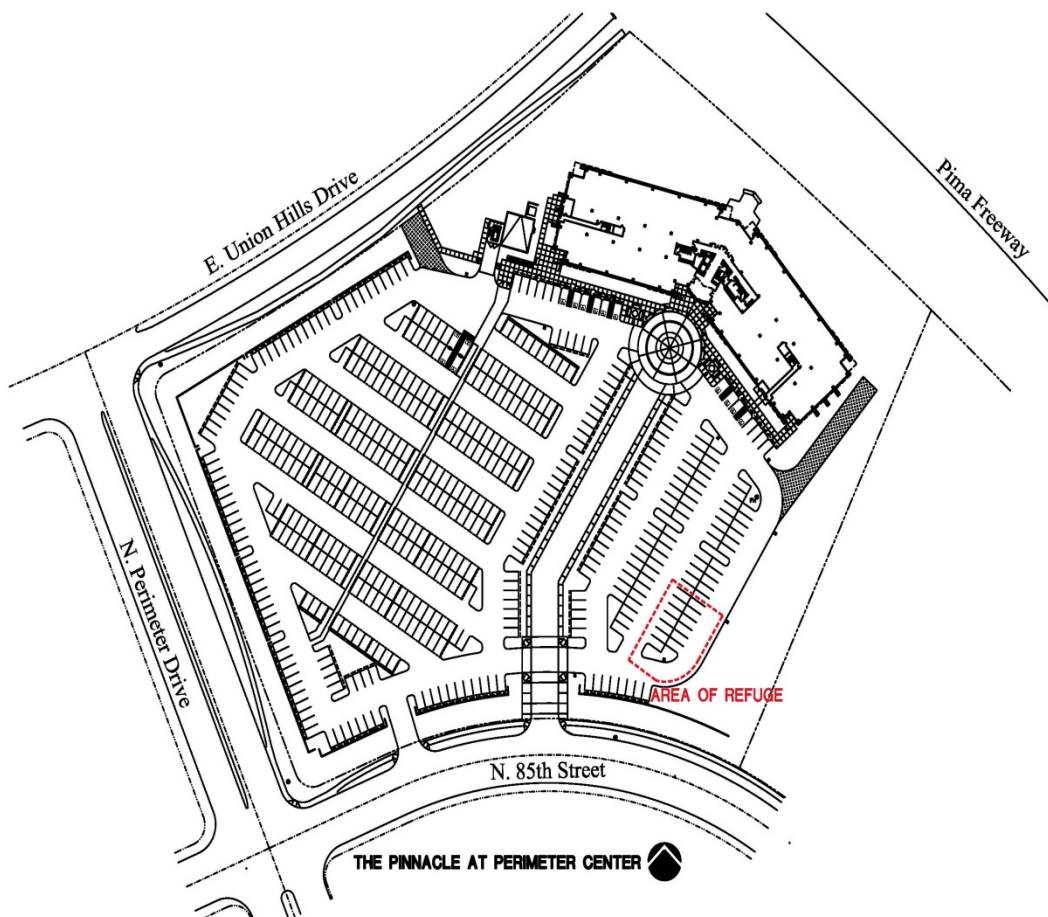 Pima Freeway
E. Union Hills Drive
N. Perimeter Drive
AREA OF REFUGE
N. 85th Street
THE PINNACLE AT PERIMETER CENTER